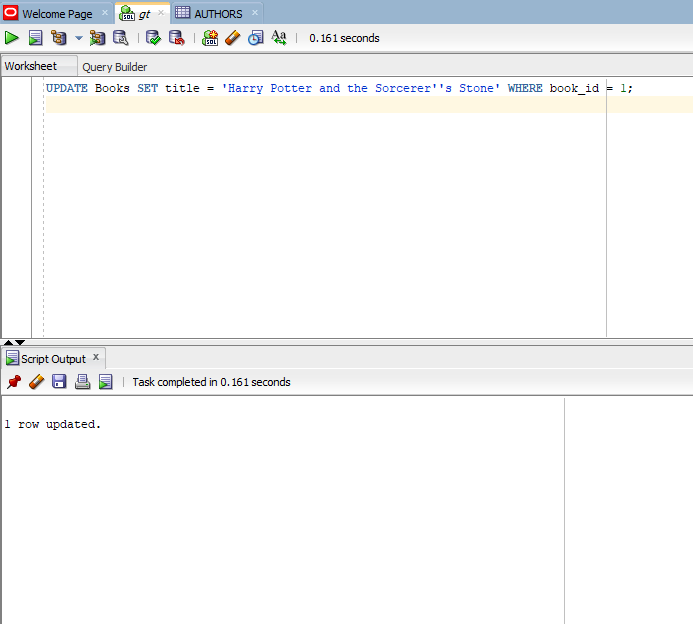 Welcome Page gt AUTHORS
0.161 seconds
Worksheet Query Builder
UPDATE Books SET title = 'Harry Potter and the Sorcerer''s Stone' WHERE book_id = 1;
Script Output x
Task completed in 0.161 seconds
1 row updated.